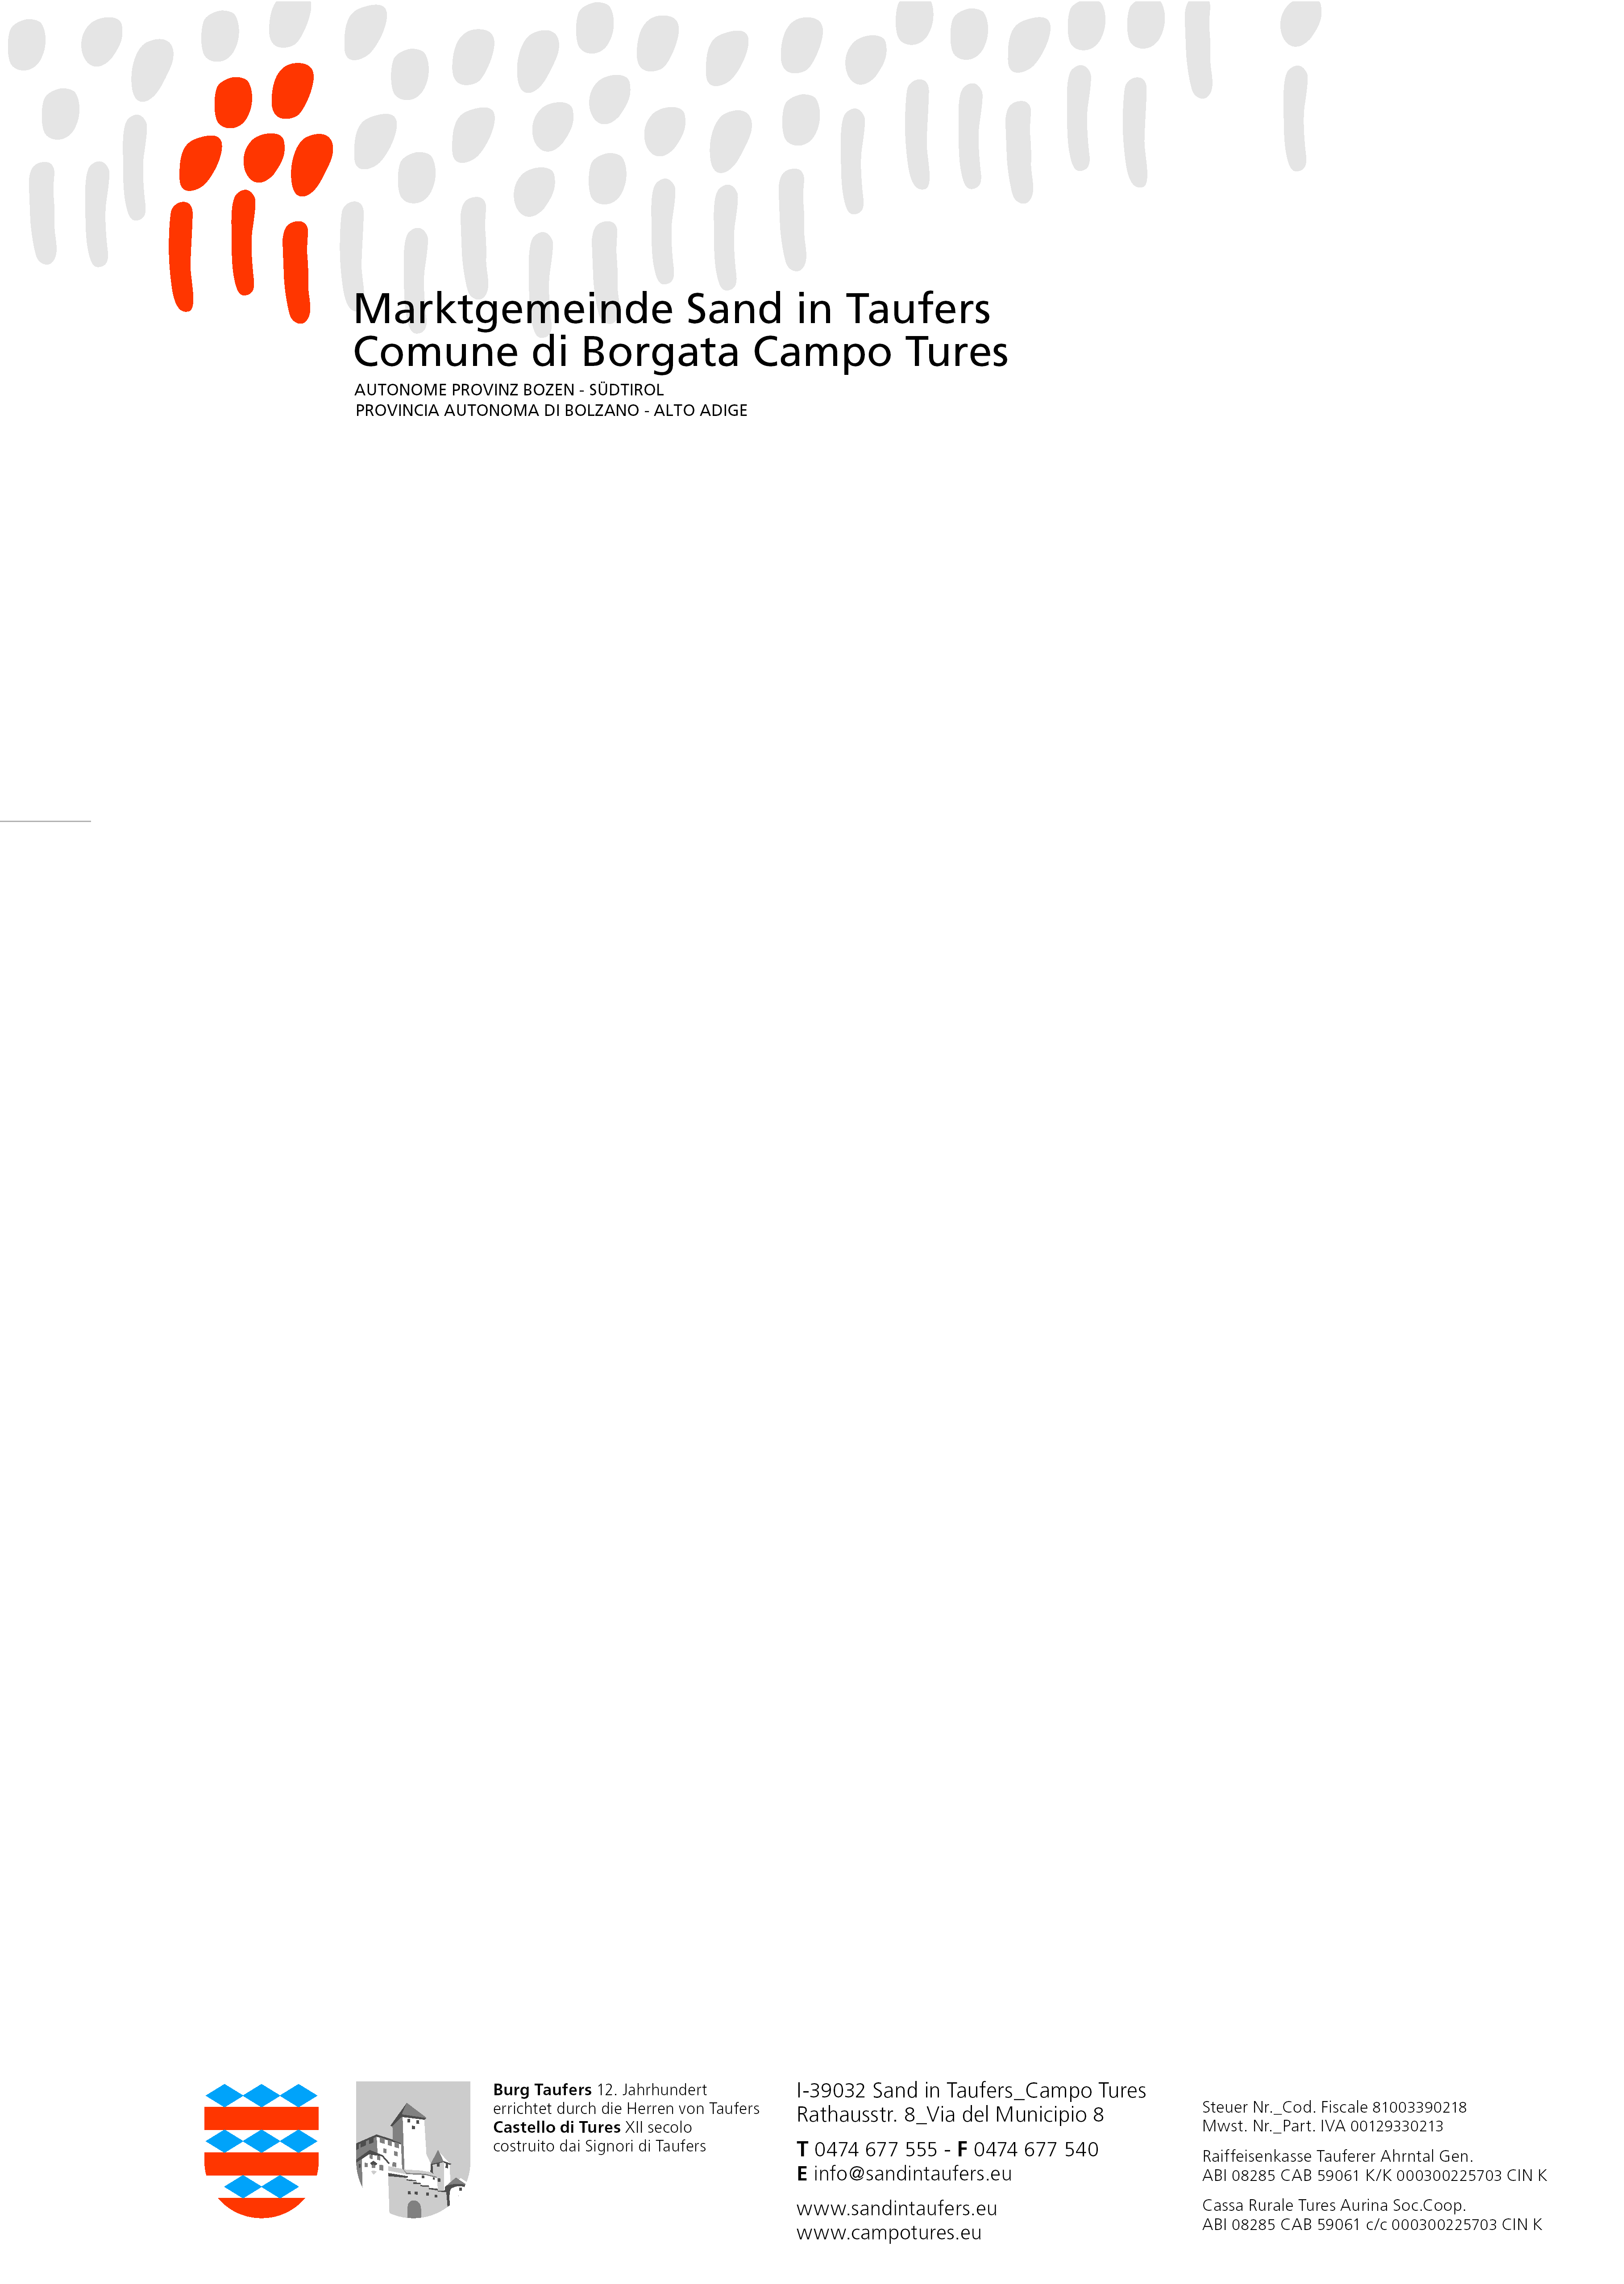 Marktgemeinde Sand in Taufers
Comune di Borgata Campo Tures
AUTONOME PROVINZ BOZEN - SÜDTIROL
PROVINCIA AUTONOMA DI BOLZANO - ALTO ADIGE
Burg Taufers 12. Jahrhundert
errichtet durch die Herren von Taufers
Castello di Tures XII secolo
costruito dai Signori di Taufers
I-39032 Sand in Taufers_Campo Tures
Rathausstr. 8_Via del Municipio 8
T 0474 677 555 - F 0474 677 540
E info@sandintaufers.eu
www.sandintaufers.eu
www.campotures.eu
Steuer Nr._Cod. Fiscale 81003390218
Mwst. Nr._Part. IVA 00129330213
Raiffeisenkasse Tauferer Ahrntal Gen.
ABI 08285 CAB 59061 K/K 000300225703 CIN K
Cassa Rurale Tures Aurina Soc.Coop.
ABI 08285 CAB 59061 c/c 000300225703 CIN K